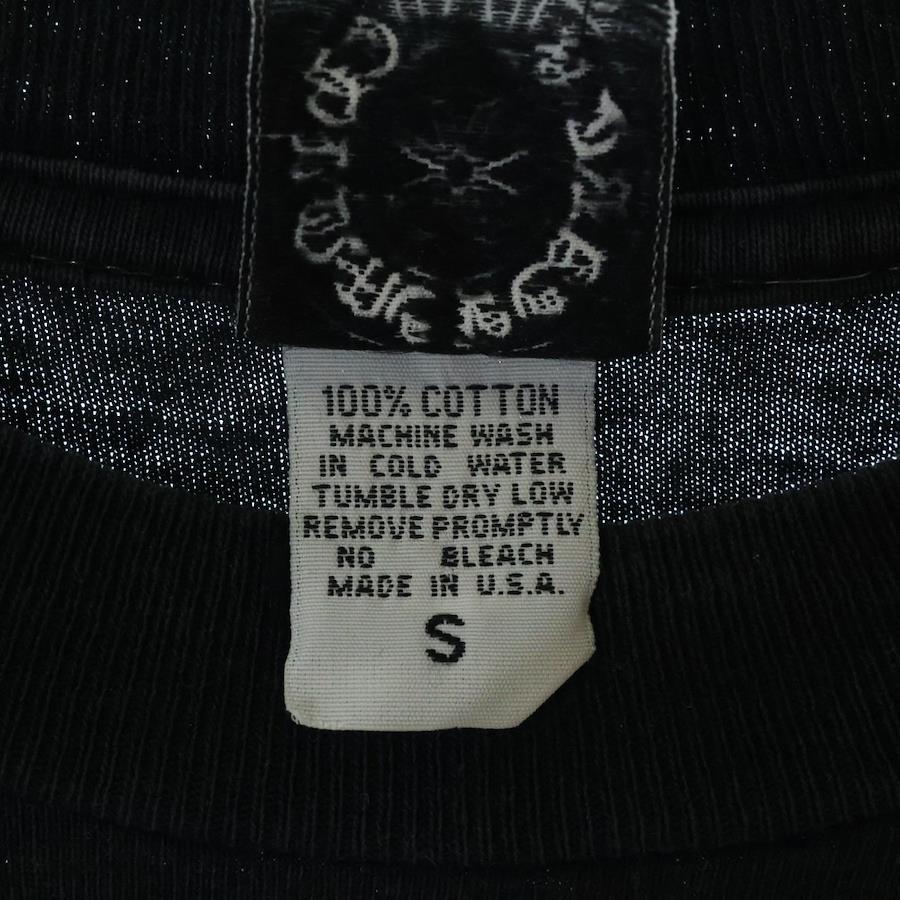 100% COTTON
MACHINE WASH
IN COLD WATER
TUMBLE DRY LOW
REMOVE PROMPTLY
NO BLEACH
MADE IN U.S.A.
S